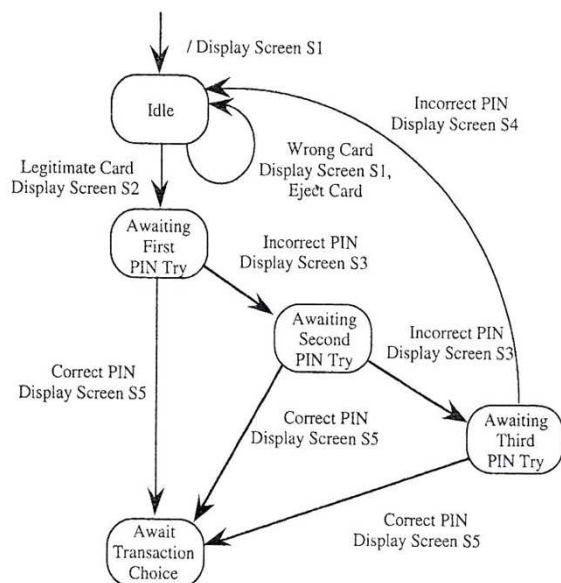 / Display Screen S1
Idle
Incorrect PIN
Display Screen S4
Wrong Card
Display Screen S1,
Eject Card
Legitimate Card
Display Screen S2
Awaiting
First
PIN Try
Incorrect PIN
Display Screen S3
Awaiting
Second
PIN Try
Incorrect PIN
Display Screen S3
Correct PIN
Display Screen S5
Correct PIN
Display Screen S5
Awaiting
Third
PIN Try
Correct PIN
Display Screen S5
Await
Transaction
Choice